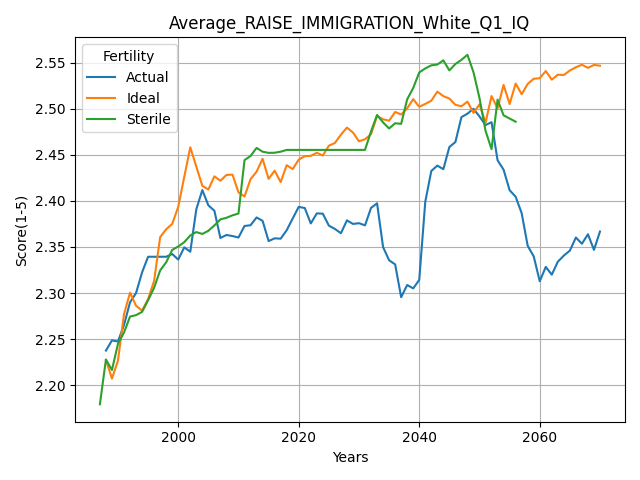 Average_RAISE_IMMIGRATION_White_Q1_IQ
Fertility
Actual
Ideal
Sterile
Score(1-5)
2.55
2.50
2.45
2.40
2.35
2.30
2.25
2.20
2000
2020
2040
2060
Years